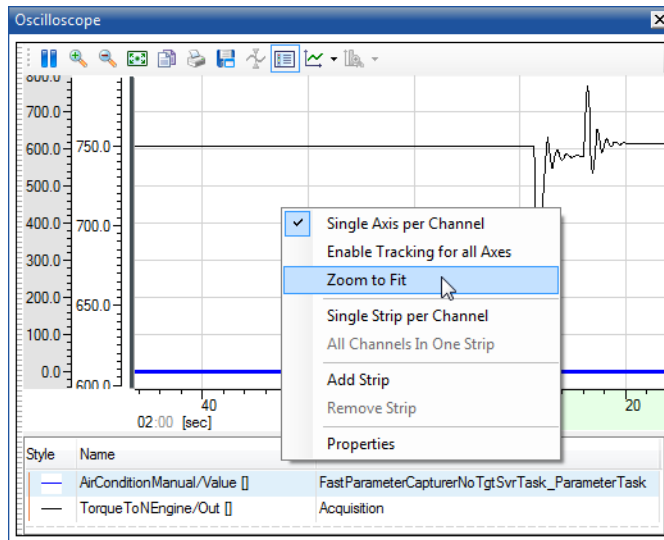 Oscilloscope
800.0
700.0
600.0
500.0
400.0
300.0
200.0
100.0
0.0
750.0
700.0
650.0
600.0
Single Axis per Channel
Enable Tracking for all Axes
Zoom to Fit
Single Strip per Channel
All Channels In One Strip
Add Strip
Remove Strip
Properties
40
20
02:00 [sec]
Style Name
AirConditionManual/Value [] FastParameterCapturerNoTgtSvrTask_ParameterTask
TorqueToNEngine/Out [] Acquisition